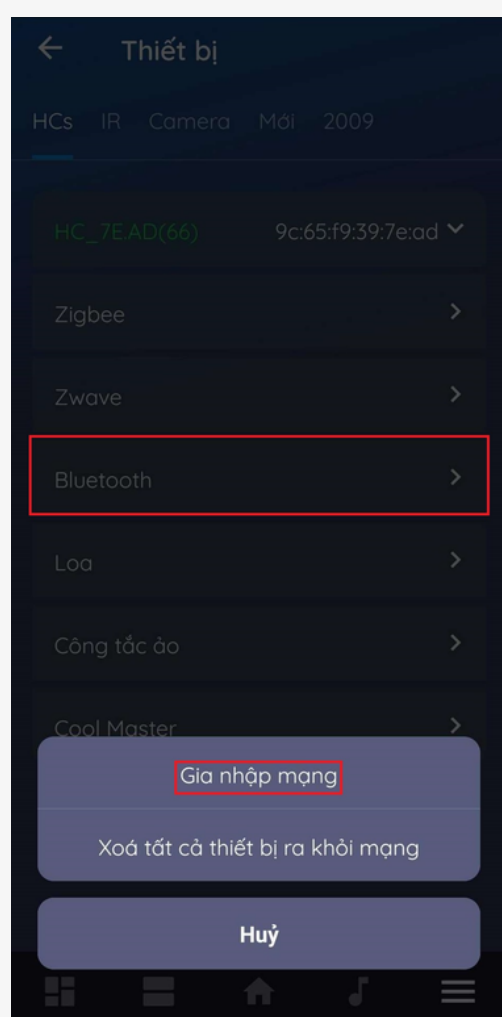 Thiết bị
HCs IR Camera Mới 2009
HC_7E.AD(66) 9c:65:f9:39:7e:ad
Zigbee
Zwave
Bluetooth
Loa
Công tắc ảo
Cool Master
Gia nhập mạng
Xoá tất cả thiết bị ra khỏi mạng
Huỷ